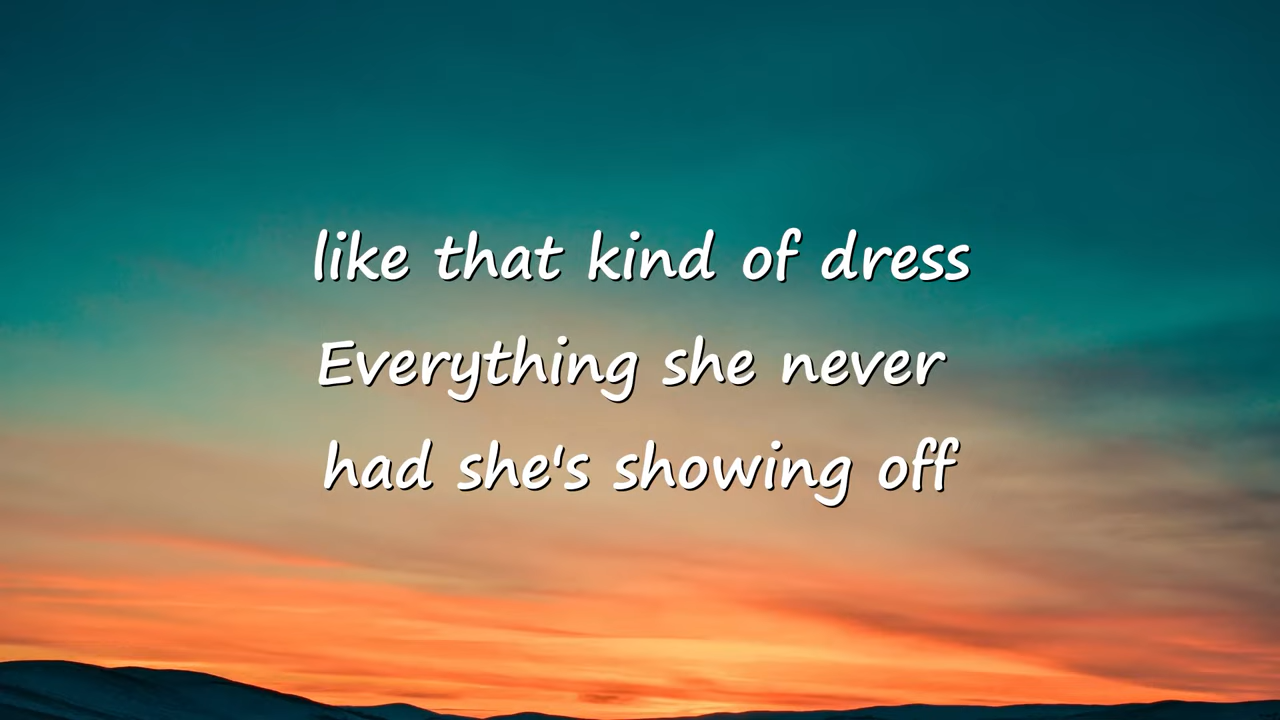 like that kind of dress
Everything she never
had she's showing off